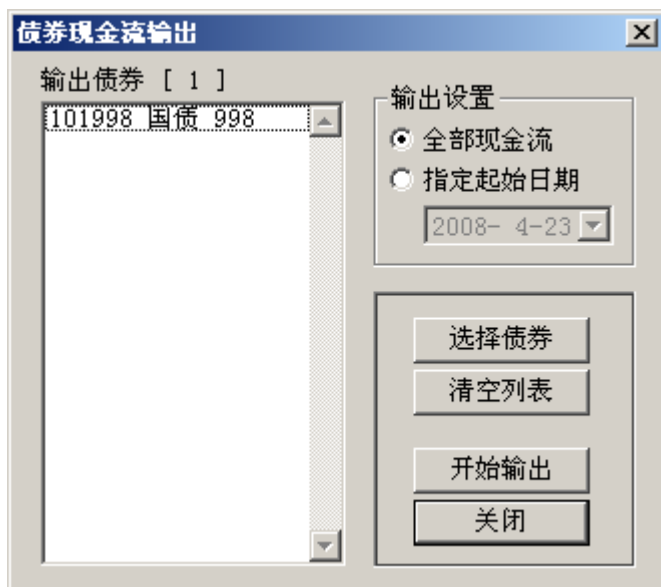 债券现金流输出
输出债券 [ 1 ]
101998 国债 998
输出设置
全部现金流
指定起始日期
2008- 4-23
选择债券
清空列表
开始输出
关闭